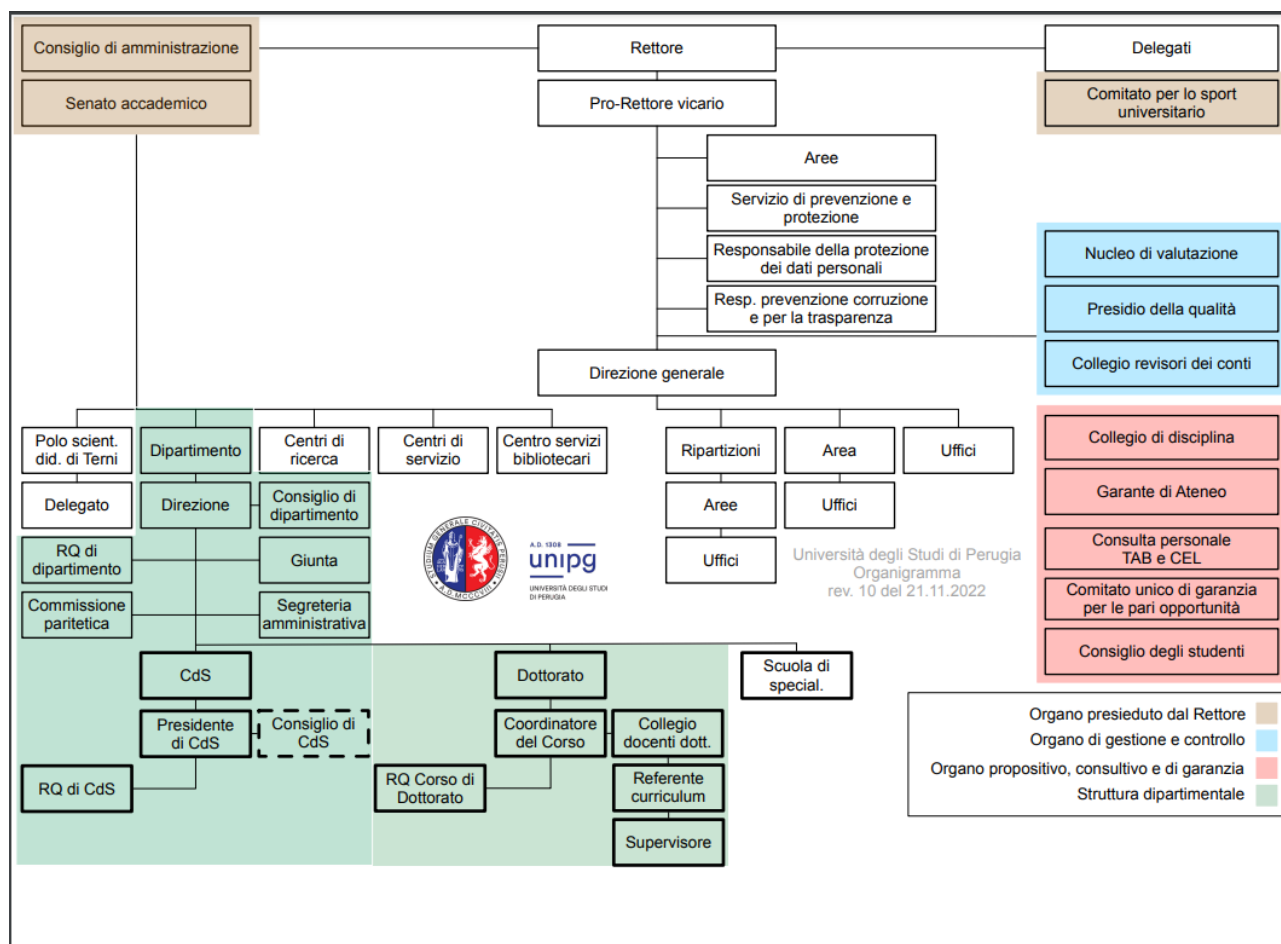 Consiglio di amministrazione
Rettore
Delegati
Senato accademico
Pro-Rettore vicario
Comitato per lo sport
universitario
Aree
Servizio di prevenzione e
protezione
Responsabile della protezione
dei dati personali
Resp. prevenzione corruzione
e per la trasparenza
Nucleo di valutazione
Presidio della qualità
Collegio revisori dei conti
Direzione generale
Polo scient.
did. di Terni
Dipartimento
Centri di
ricerca
Centri di
servizio
Centro servizi
bibliotecari
Ripartizioni
Area
Uffici
Delegato
Direzione
Consiglio di
dipartimento
Aree
Uffici
RQ di
dipartimento
Giunta
Uffici
Commissione
paritetica
Segreteria
amministrativa
STUDIUM GENERALE CIVITATIS PERUSII
A.D. MCCCVIII
A.D. 1308
unipg
UNIVERSITÀ DEGLI STUDI
DI PERUGIA
Università degli Studi di Perugia
Organigramma
rev. 10 del 21.11.2022
Collegio di disciplina
Garante di Ateneo
Consulta personale
TAB e CEL
Comitato unico di garanzia
per le pari opportunità
Consiglio degli studenti
CdS
Dottorato
Scuola di
special.
Presidente
di CdS
Consiglio di
CdS
Coordinatore
del Corso
Collegio
docenti dott.
RQ di CdS
RQ Corso di
Dottorato
Referente
curriculum
Supervisore
Organo presieduto dal Rettore
Organo di gestione e controllo
Organo propositivo, consultivo e di garanzia
Struttura dipartimentale